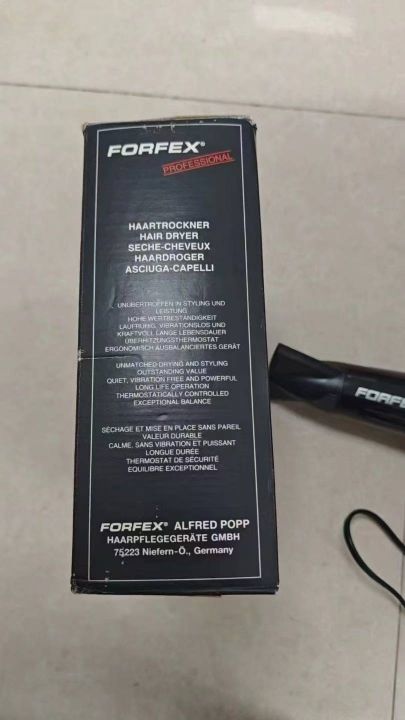 FORFEX®
PROFESSIONAL
HAARTROCKNER
HAIR DRYER
SECHE-CHEVEUX
HAARDROGER
ASCIUGA-CAPELLI
UNÜBERTROFFEN IN STYLING UND
LEISTUNG
HOHE WERTBESTÄNDIGKEIT
LAUFRUHIG, VIBRATIONSLOS UND
KRAFTVOLL LANGE LEBENSDAUER
ÜBERHITZUNGSTHERMOSTAT
ERGONOMISCH AUSBALANCIERTES GERÄT
UNMATCHED DRYING AND STYLING
OUTSTANDING VALUE
QUIET, VIBRATION FREE AND POWERFUL
LONG LIFE OPERATION
THERMOSTATICALLY CONTROLLED
EXCEPTIONAL BALANCE
SÉCHAGE ET MISE EN PLACE SANS PAREIL
VALEUR DURABLE
CALME, SANS VIBRATION ET PUISSANT
LONGUE DURÉE
THERMOSTAT DE SÉCURITÉ
EQUILIBRE EXCEPTIONNEL
FORFEX® ALFRED POPP
HAARPFLEGEGERÄTE GMBH
75223 Niefern-Ö., Germany
FORFE